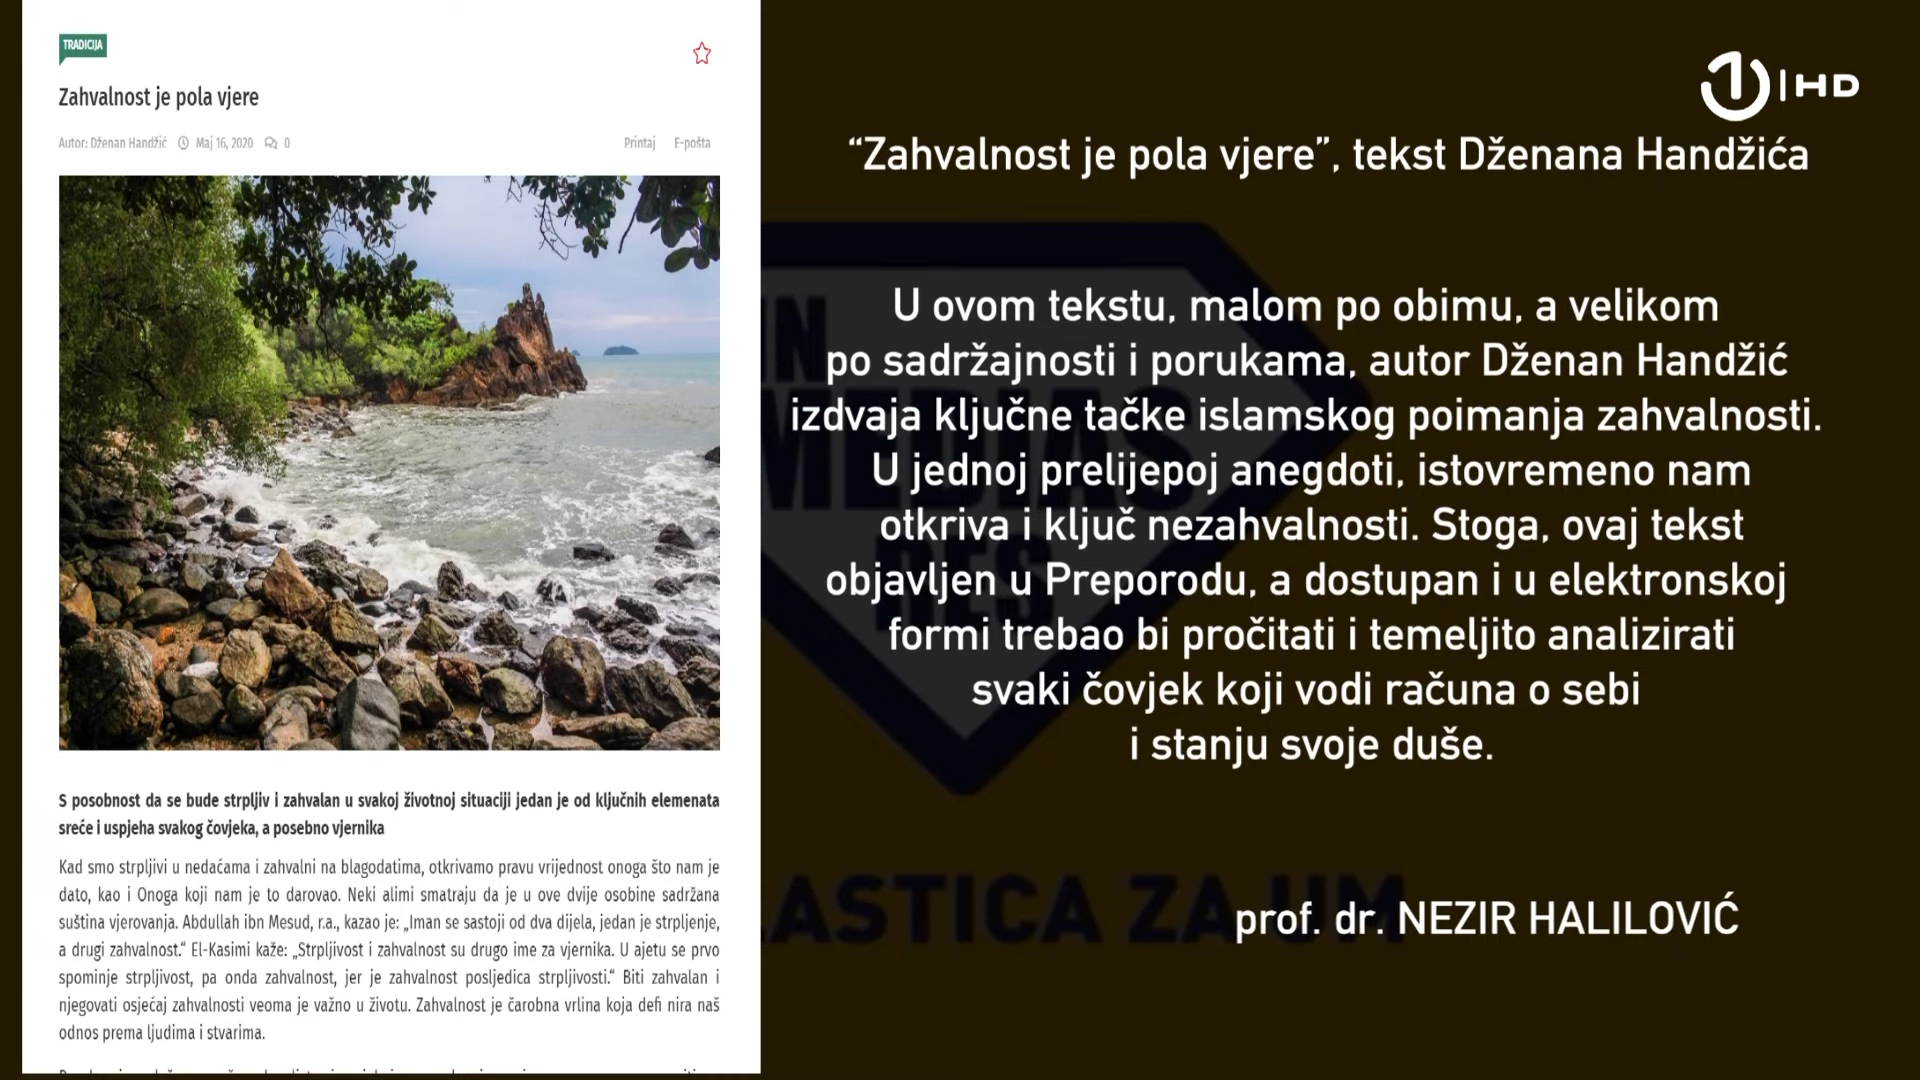 TRADICIJA
Zahvalnost je pola vjere
Autor: Dženan Handžić Maj 16, 2020 0 Printaj E-pošta
S posobnost da se bude strpljiv i zahvalan u svakoj životnoj situaciji jedan je od ključnih elemenata
sreće i uspjeha svakog čovjeka, a posebno vjernika
Kad smo strpljivi u nedaćama i zahvalni na blagodatima, otkrivamo pravu vrijednost onoga što nam je
dato, kao i Onoga koji nam je to darovao. Neki alimi smatraju da je u ove dvije osobine sadržana
suština vjerovanja. Abdullah ibn Mesud, r.a., kazao je: „Iman se sastoji od dva dijela, jedan je strpljenje,
a drugi zahvalnost.“ El-Kasimi kaže: „Strpljivost i zahvalnost su drugo ime za vjernika. U ajetu se prvo
spominje strpljivost, pa onda zahvalnost, jer je zahvalnost posljedica strpljivosti.“ Biti zahvalan i
njegovati osjećaj zahvalnosti veoma je važno u životu. Zahvalnost je čarobna vrlina koja defi nira naš
odnos prema ljudima i stvarima.
1 HD
“Zahvalnost je pola vjere”, tekst Dženana Handžića
U ovom tekstu, malom po obimu, a velikom
po sadržajnosti i porukama, autor Dženan Handžić
izdvaja ključne tačke islamskog poimanja zahvalnosti.
U jednoj prelijepoj anegdoti, istovremeno nam
otkriva i ključ nezahvalnosti. Stoga, ovaj tekst
objavljen u Preporodu, a dostupan i u elektronskoj
formi trebao bi pročitati i temeljito analizirati
svaki čovjek koji vodi računa o sebi
i stanju svoje duše.
prof. dr. NEZIR HALILOVIĆ
IN
MEDIAS
RES
LASTICA ZA UM